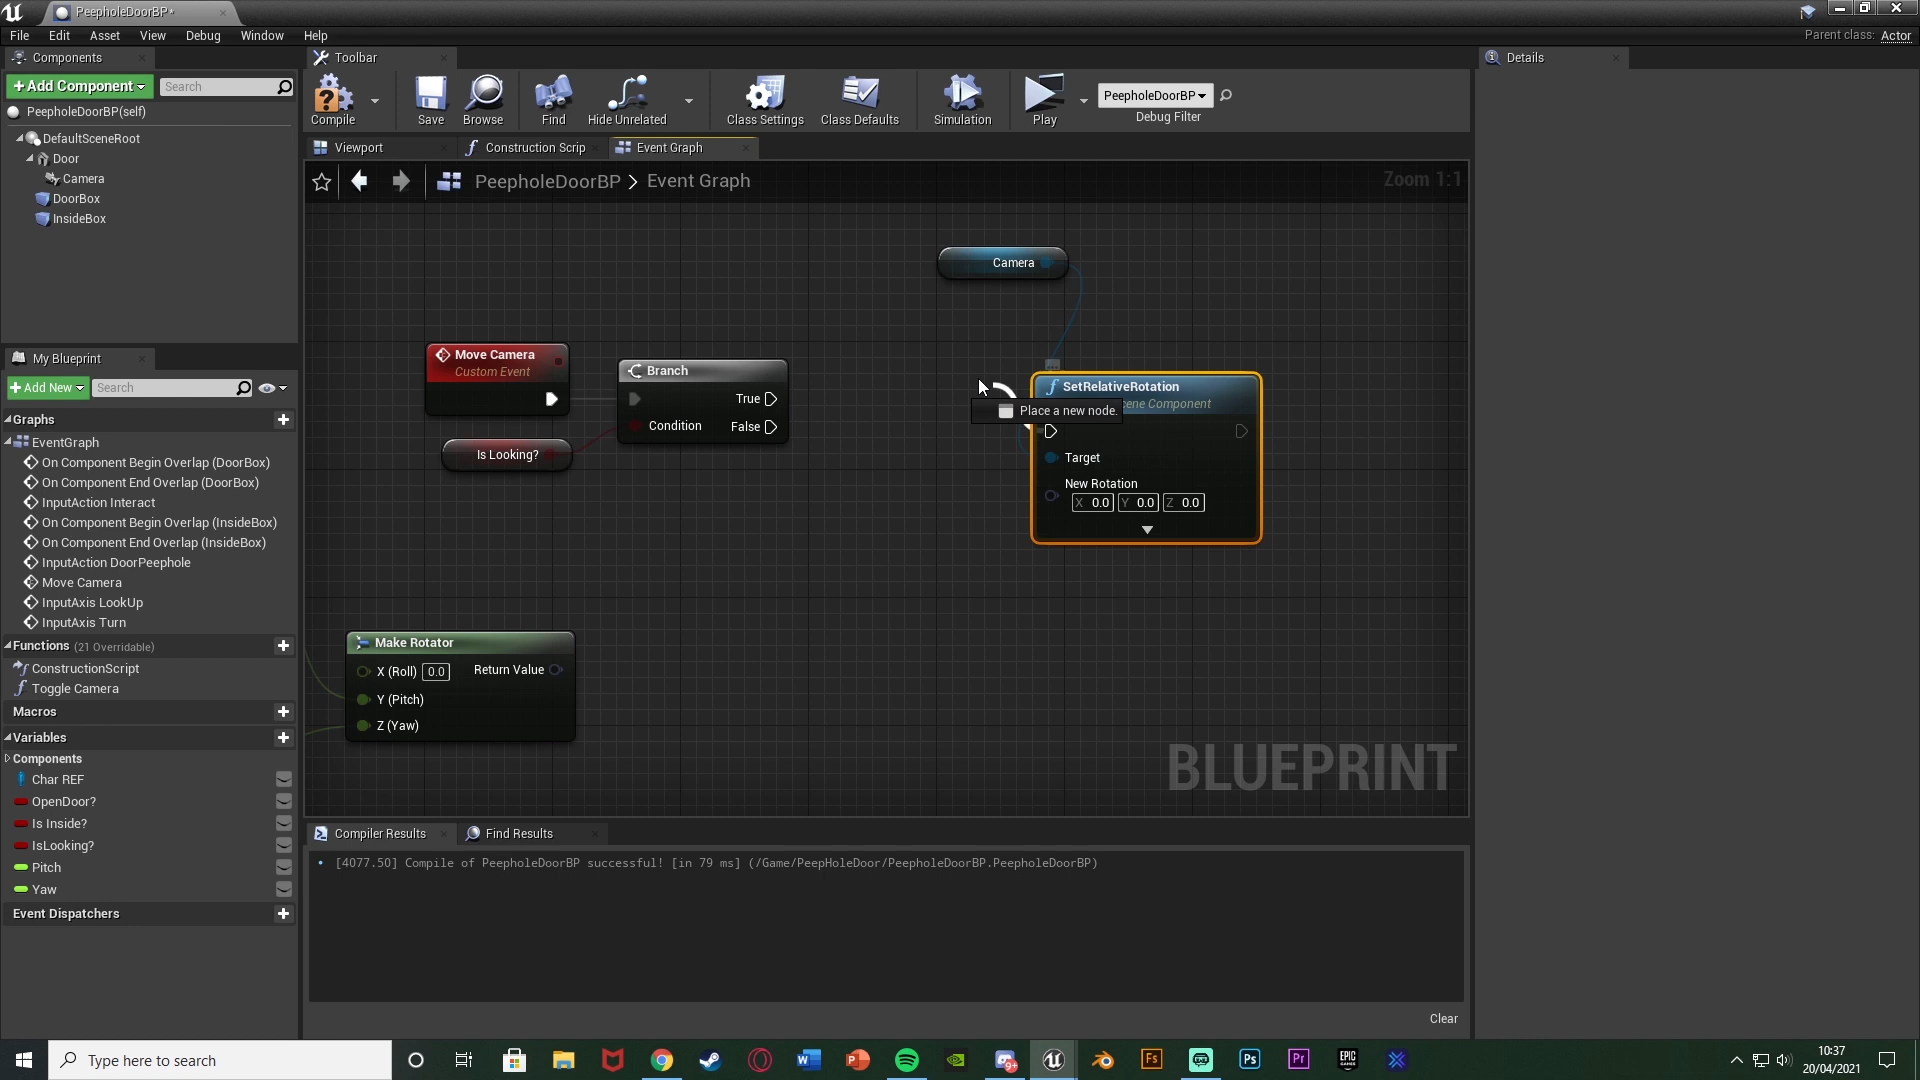 PeepholeDoorBP*
File Edit Asset View Debug Window Help
Parent class: Actor
Components
+Add Component
Search
PeepholeDoorBP(self)
DefaultSceneRoot
Door
Camera
DoorBox
InsideBox
Toolbar
Compile
Save
Browse
Find
Hide Unrelated
Class Settings
Class Defaults
Simulation
Play
PeepholeDoorBP
Debug Filter
Details
Viewport
Construction Scrip
Event Graph
PeepholeDoorBP > Event Graph
Zoom 1:1
Camera
Move Camera
Custom Event
Branch
True
Condition
False
Is Looking?
SetRelativeRotation
cene Component
Place a new node.
Target
New Rotation
X 0.0 Y 0.0 Z 0.0
Make Rotator
X (Roll) 0.0
Return Value
Y (Pitch)
Z (Yaw)
BLUEPRINT
My Blueprint
+Add New
Search
Graphs
EventGraph
On Component Begin Overlap (DoorBox)
On Component End Overlap (DoorBox)
InputAction Interact
On Component Begin Overlap (InsideBox)
On Component End Overlap (InsideBox)
InputAction DoorPeephole
Move Camera
InputAxis LookUp
InputAxis Turn
Functions (21 Overridable)
ConstructionScript
Toggle Camera
Macros
Variables
Components
Char REF
OpenDoor?
Is Inside?
IsLooking?
Pitch
Yaw
Event Dispatchers
Compiler Results
Find Results
[4077.50] Compile of PeepholeDoorBP successful! [in 79 ms] (/Game/PeepHoleDoor/PeepholeDoorBP.PeepholeDoorBP)
Clear
Type here to search
W
P
9+
Fs
Ps
Pr
EPIC GAMES
10:37
20/04/2021